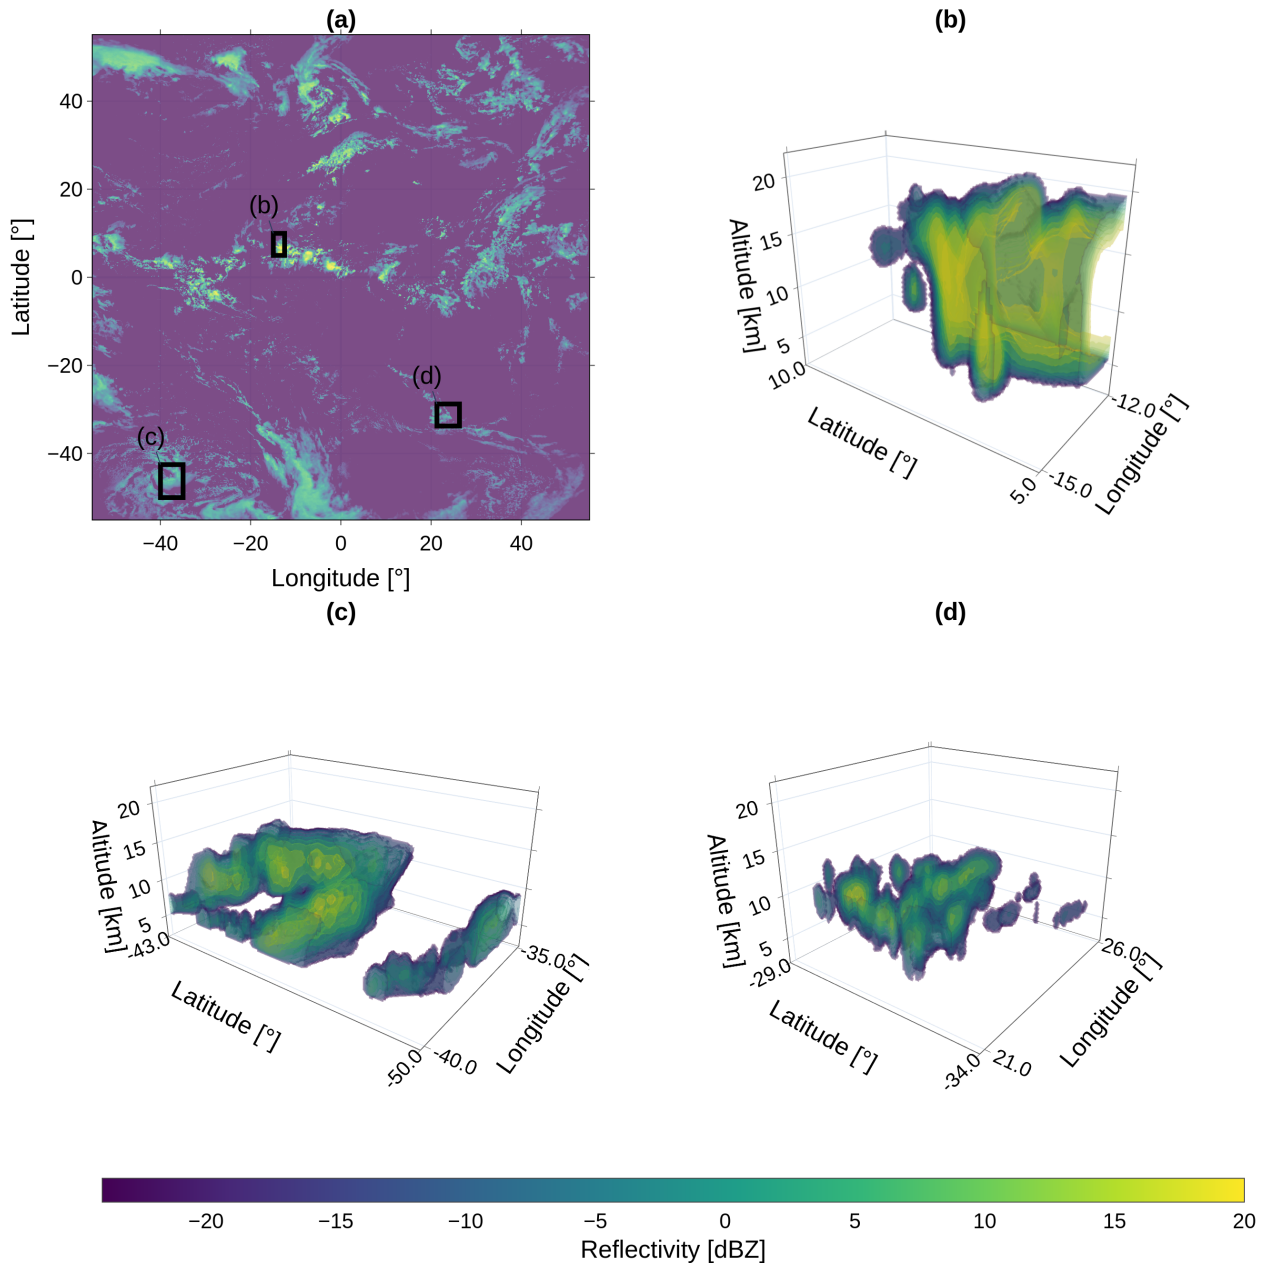 (a)
40
20
0
−20
−40
Latitude [°]
(b)
(d)
(c)
−40
−20
0
20
40
Longitude [°]
(b)
20
15
10
5
Altitude [km]
10.0
5.0
Latitude [°]
-12.0
-15.0
Longitude [°]
(c)
20
15
10
5
Altitude [km]
-43.0
-50.0
Latitude [°]
-35.0
-40.0
Longitude [°]
(d)
20
15
10
5
Altitude [km]
-29.0
-34.0
Latitude [°]
26.0
21.0
Longitude [°]
−20
−15
−10
−5
0
5
10
15
20
Reflectivity [dBZ]